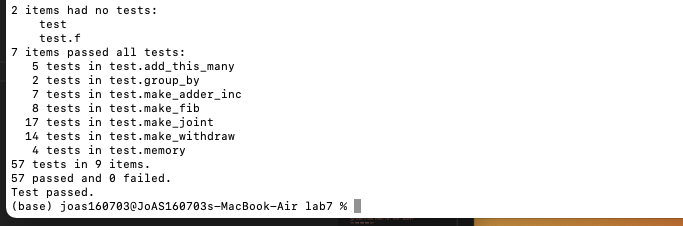 2 items had no tests:
    test
    test.f
7 items passed all tests:
   5 tests in test.add_this_many
   2 tests in test.group_by
   7 tests in test.make_adder_inc
   8 tests in test.make_fib
  17 tests in test.make_joint
  14 tests in test.make_withdraw
   4 tests in test.memory
57 tests in 9 items.
57 passed and 0 failed.
Test passed.
(base) joas160703@JoAS160703s-MacBook-Air lab7 %